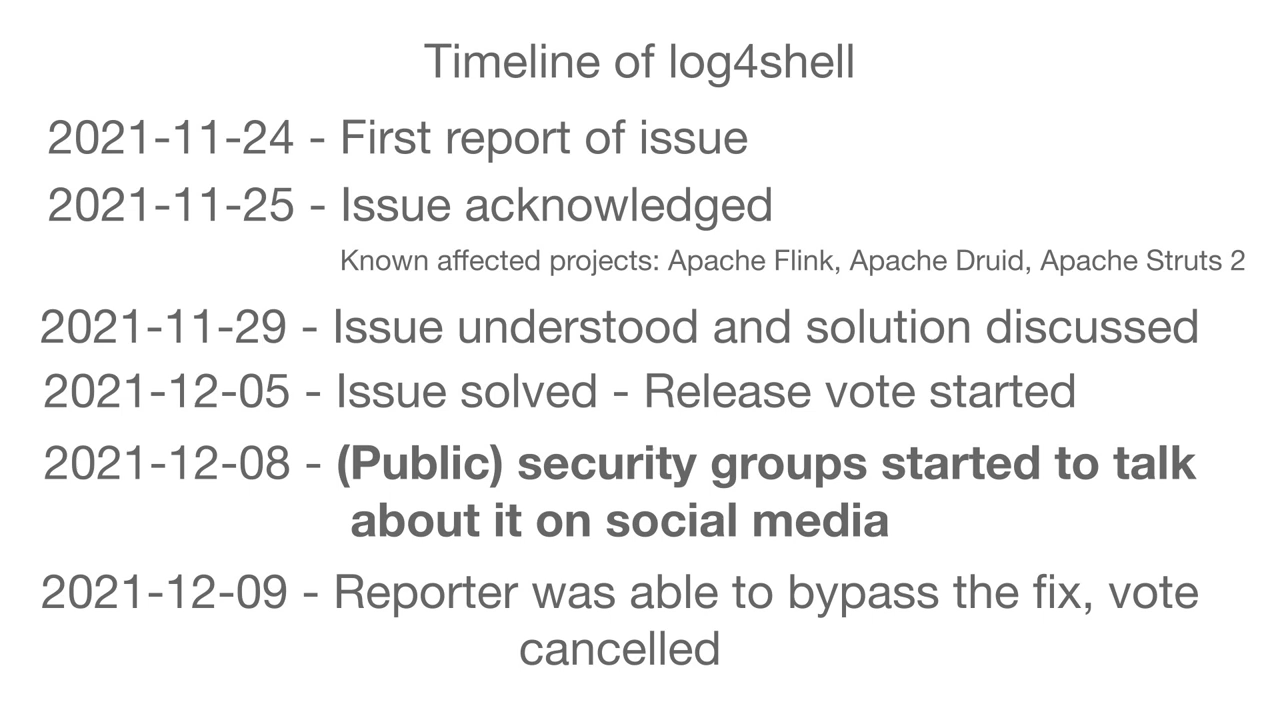 Timeline of log4shell
2021-11-24 - First report of issue
2021-11-25 - Issue acknowledged
Known affected projects: Apache Flink, Apache Druid, Apache Struts 2
2021-11-29 - Issue understood and solution discussed
2021-12-05 - Issue solved - Release vote started
2021-12-08 - (Public) security groups started to talk
about it on social media
2021-12-09 - Reporter was able to bypass the fix, vote
cancelled